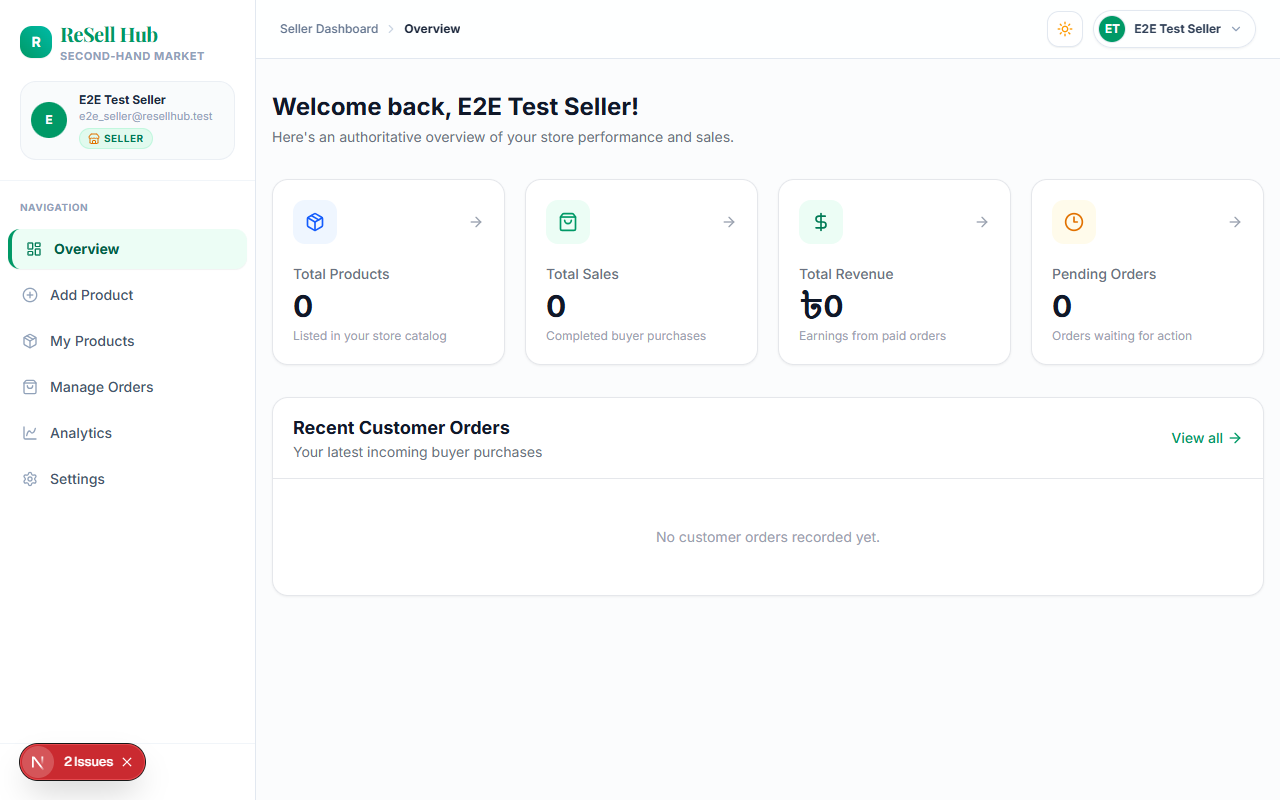 R
ReSell Hub
SECOND-HAND MARKET
E
E2E Test Seller
e2e_seller@resellhub.test
SELLER
NAVIGATION
Overview
Add Product
My Products
Manage Orders
Analytics
Settings
N 2 Issues
Seller Dashboard
Overview
ET E2E Test Seller
Welcome back, E2E Test Seller!
Here's an authoritative overview of your store performance and sales.
Total Products
0
Listed in your store catalog
Total Sales
0
Completed buyer purchases
$
Total Revenue
৳0
Earnings from paid orders
Pending Orders
0
Orders waiting for action
Recent Customer Orders
Your latest incoming buyer purchases
View all
No customer orders recorded yet.